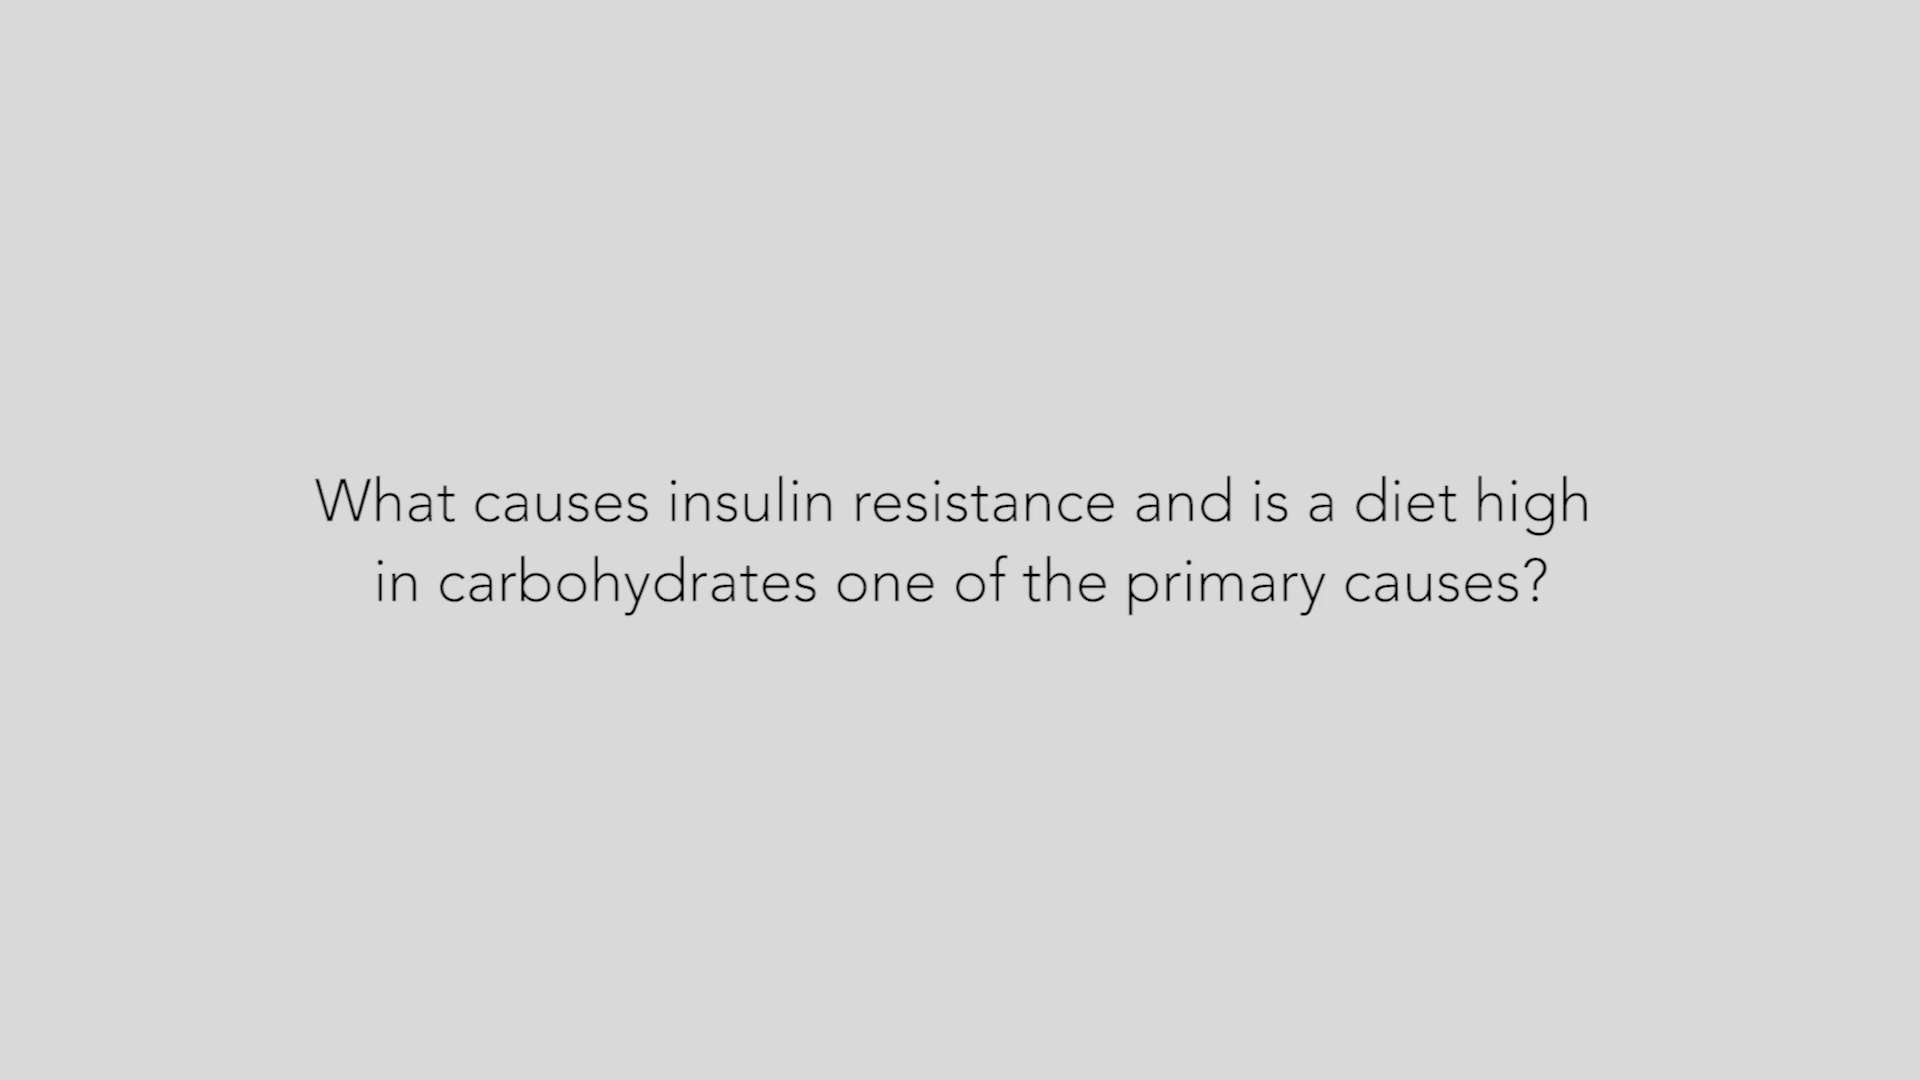 What causes insulin resistance and is a diet high
in carbohydrates one of the primary causes?